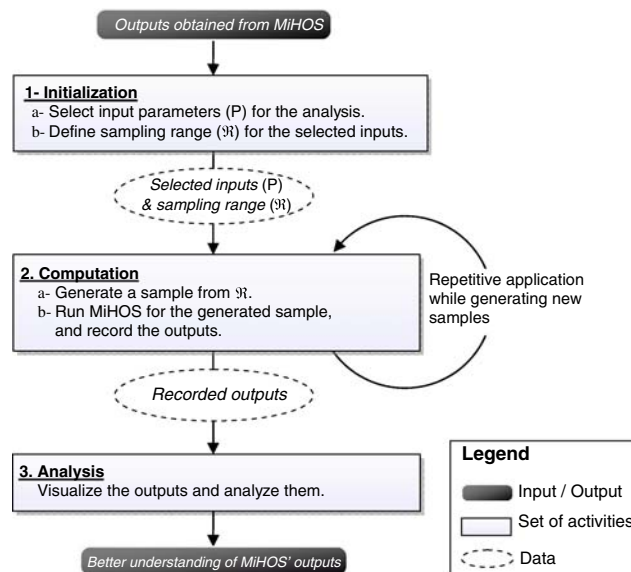 Outputs obtained from MiHOS
1- Initialization
a- Select input parameters (P) for the analysis.
b- Define sampling range (ℜ) for the selected inputs.
Selected inputs (P)
& sampling range (ℜ)
2. Computation
a- Generate a sample from ℜ.
b- Run MiHOS for the generated sample,
and record the outputs.
Repetitive application
while generating new
samples
Recorded outputs
3. Analysis
Visualize the outputs and analyze them.
Better understanding of MiHOS' outputs
Legend
Input / Output
Set of activities
Data